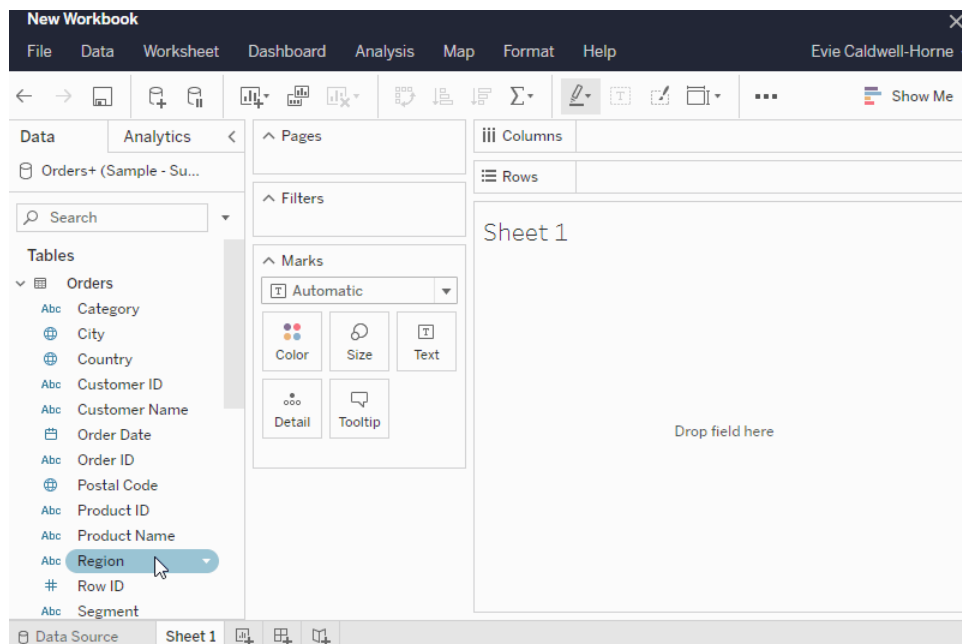 New Workbook
File Data Worksheet Dashboard Analysis Map Format Help Evie Caldwell-Horne
Show Me
Data Analytics
Orders+ (Sample - Su...
Search
Tables
Orders
Abc Category
City
Country
Abc Customer ID
Abc Customer Name
Order Date
Abc Order ID
Postal Code
Abc Product ID
Abc Product Name
Abc Region
# Row ID
Abc Segment
Pages
Filters
Marks
T Automatic
Color Size T Text
Detail Tooltip
Columns
Rows
Sheet 1
Drop field here
Data Source Sheet 1